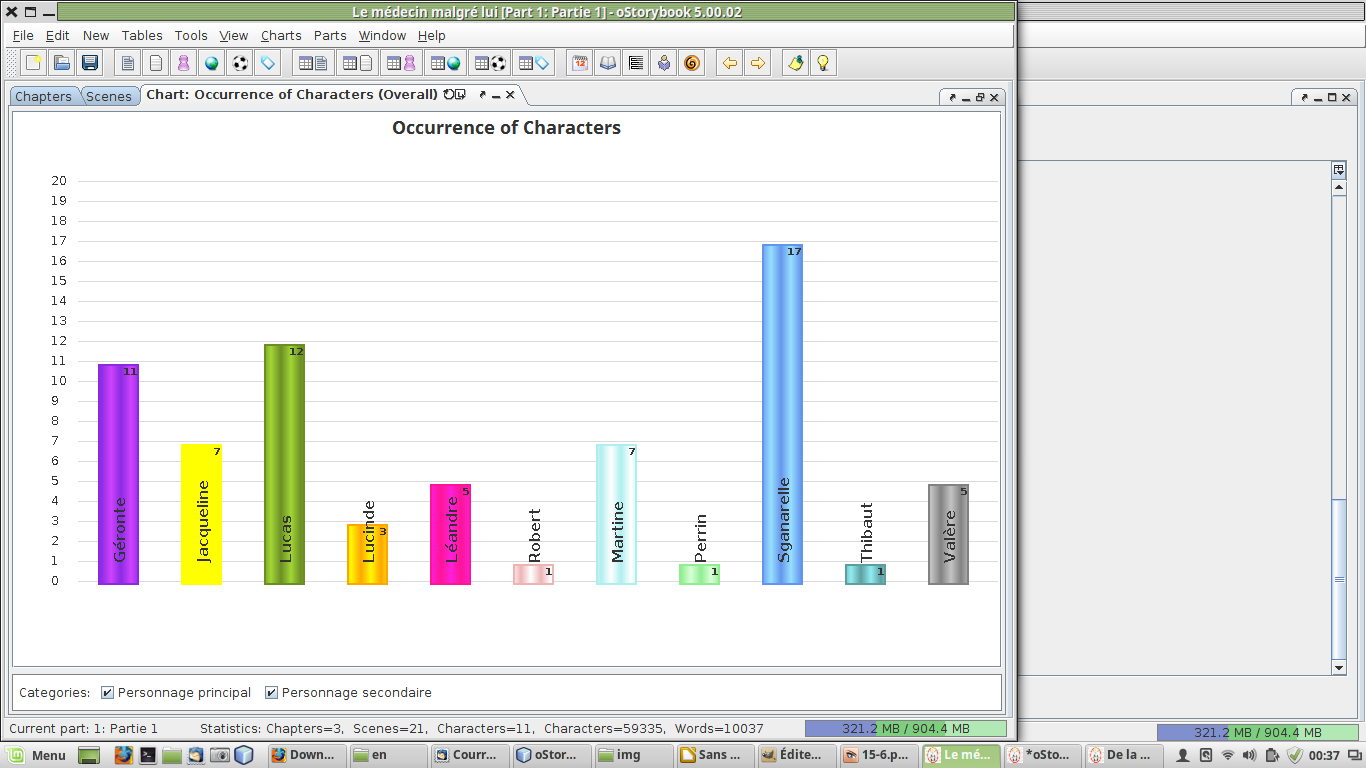 Le médecin malgré lui [Part 1: Partie 1] - oStorybook 5.00.02
File Edit New Tables Tools View Charts Parts Window Help
Chapters Scenes Chart: Occurrence of Characters (Overall)
Occurrence of Characters
20
19
18
17
16
15
14
13
12
11
10
9
8
7
6
5
4
3
2
1
0
11 7 12 3 5 1 7 1 17 1 5
Géronte Jacqueline Lucas Lucinde Léandre Robert Martine Perrin Sganarelle Thibaut Valère
Categories: Personnage principal Personnage secondaire
Current part: 1: Partie 1 Statistics: Chapters=3, Scenes=21, Characters=11, Characters=59335, Words=10037 321.2 MB / 904.4 MB
321.2 MB / 904.4 MB
Menu Down... en Courr... oStor... img Sans ... Édite... 15-6.p... Le mé... *oSto... De la ... 00:37